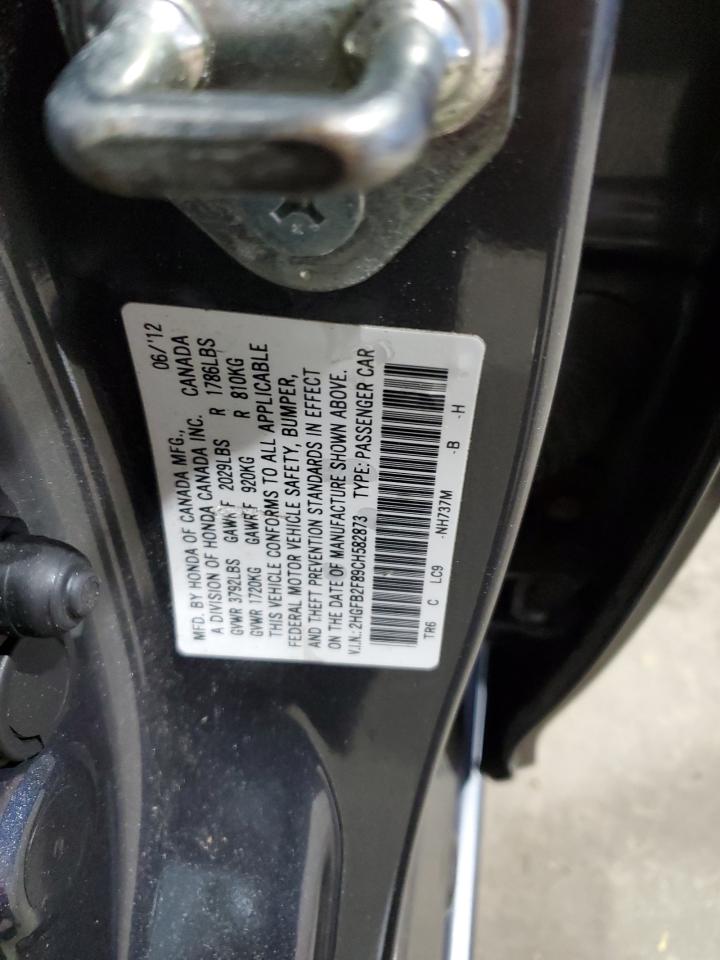 MFD. BY HONDA OF CANADA MFG., 06/'12
A DIVISION OF HONDA CANADA INC. CANADA
GVWR 3792LBS GAWR F 2029LBS R 1786LBS
GVWR 1720KG GAWR F 920KG R 810KG
THIS VEHICLE CONFORMS TO ALL APPLICABLE
FEDERAL MOTOR VEHICLE SAFETY, BUMPER,
AND THEFT PREVENTION STANDARDS IN EFFECT
ON THE DATE OF MANUFACTURE SHOWN ABOVE.
V.I.N.: 2HGFB2F89CH582873 TYPE: PASSENGER CAR
TR6 C LC9 -NH737M -B -H